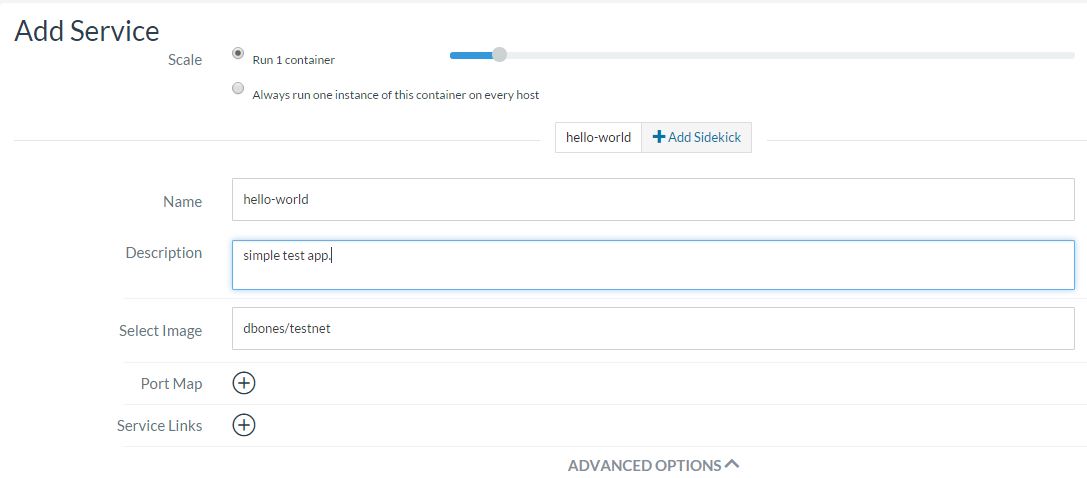 Add Service
Scale
Run 1 container
Always run one instance of this container on every host
hello-world + Add Sidekick
Name hello-world
Description simple test app.
Select Image dbones/testnet
Port Map
Service Links
ADVANCED OPTIONS